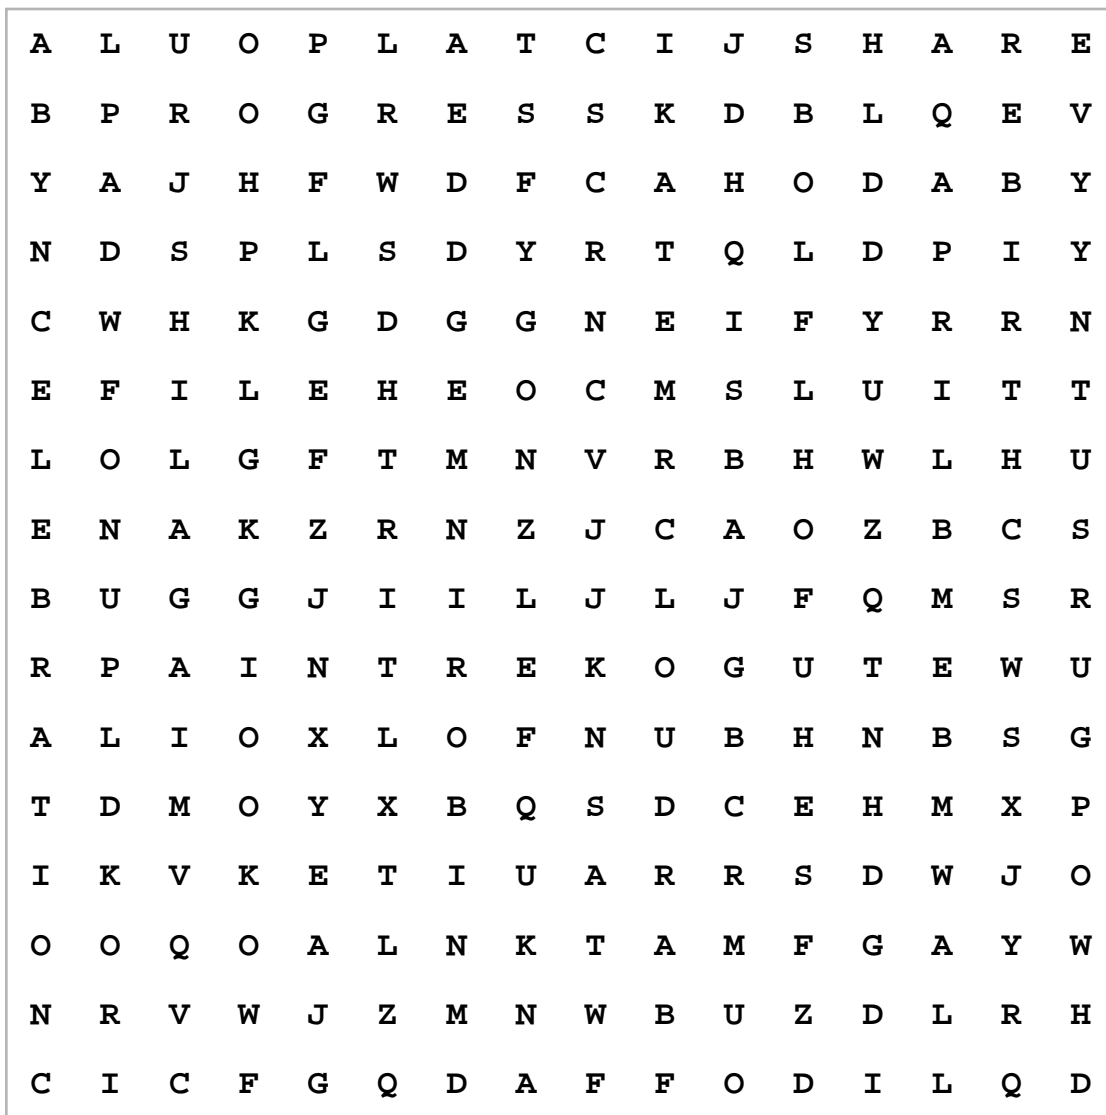 A L U O P L A T C I J S H A R E
B P R O G R E S S K D B L Q E V
Y A J H F W D F C A H O D A B Y
N D S P L S D Y R T Q L D P I Y
C W H K G D G G N E I F Y R R N
E F I L E H E O C M S L U I T T
L O L G F T M N V R B H W L H U
E N A K Z R N Z J C A O Z B C S
B U G G J I I L J L J F Q M S R
R P A I N T R E K O G U T E W U
A L I O X L O F N U B H N B S G
T D M O Y X B Q S D C E H M X P
I K V K E T I U A R R S D W J O
O O Q O A L N K T A M F G A Y W
N R V W J Z M N W B U Z D L R H
C I C F G Q D A F F O D I L Q D